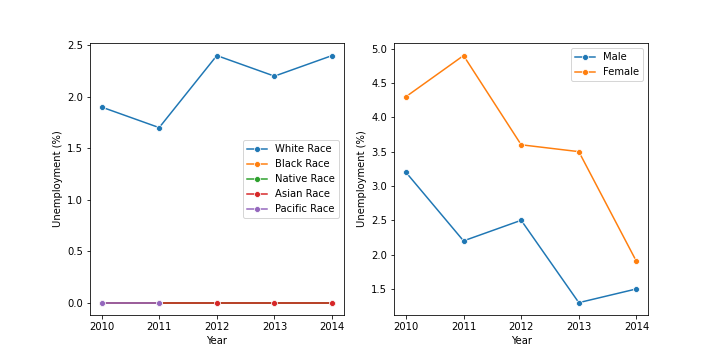 2.5
2.0
1.5
1.0
0.5
0.0
Unemployment (%)
2010 2011 2012 2013 2014
Year
White Race
Black Race
Native Race
Asian Race
Pacific Race
5.0
4.5
4.0
3.5
3.0
2.5
2.0
1.5
Unemployment (%)
2010 2011 2012 2013 2014
Year
Male
Female